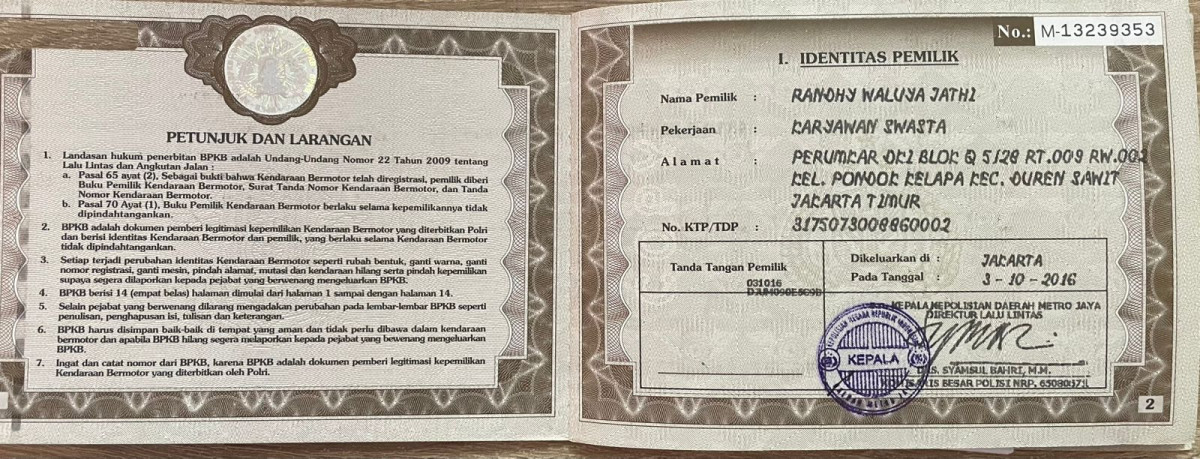 PETUNJUK DAN LARANGAN
1. Landasan hukum penerbitan BPKB adalah Undang-Undang Nomor 22 Tahun 2009 tentang
Lalu Lintas dan Angkutan Jalan :
a. Pasal 65 ayat (2), Sebagai bukti bahwa Kendaraan Bermotor telah diregistrasi, pemilik diberi
Buku Pemilik Kendaraan Bermotor, Surat Tanda Nomor Kendaraan Bermotor, dan Tanda
Nomor Kendaraan Bermotor.
b. Pasal 70 Ayat (1), Buku Pemilik Kendaraan Bermotor berlaku selama kepemilikannya tidak
dipindahtangankan.
2. BPKB adalah dokumen pemberi legitimasi kepemilikan Kendaraan Bermotor yang diterbitkan Polri
dan berisi identitas Kendaraan Bermotor dan pemilik, yang berlaku selama Kendaraan Bermotor
tidak dipindahtangankan.
3. Setiap terjadi perubahan identitas Kendaraan Bermotor seperti rubah bentuk, ganti warna, ganti
nomor registrasi, ganti mesin, pindah alamat, mutasi dan kendaraan hilang serta pindah kepemilikan
supaya segera dilaporkan kepada pejabat yang berwenang mengeluarkan BPKB.
4. BPKB berisi 14 (empat belas) halaman dimulai dari halaman 1 sampai dengan halaman 14.
5. Selain pejabat yang berwenang dilarang mengadakan perubahan pada lembar-lembar BPKB seperti
penulisan, penghapusan isi, tulisan dan keterangan.
6. BPKB harus disimpan baik-baik di tempat yang aman dan tidak perlu dibawa dalam kendaraan
bermotor dan apabila BPKB hilang segera melaporkan kepada pejabat yang berwenang mengeluarkan
BPKB.
7. Ingat dan catat nomor dari BPKB, karena BPKB adalah dokumen pemberi legitimasi kepemilikan
Kendaraan Bermotor yang diterbitkan oleh Polri.
No.: M-13239353
I. IDENTITAS PEMILIK
Nama Pemilik : RANDHY WALUYA JATHI
Pekerjaan : KARYAWAN SWASTA
Alamat : PERUMKAR DKI BLOK Q 5/28 RT.009 RW.002
KEL. PONDOK KELAPA KEC. DUREN SAWIT
JAKARTA TIMUR
No. KTP/TDP : 3175073008860002
Tanda Tangan Pemilik
031016
Dikeluarkan di : JAKARTA
Pada Tanggal : 3-10-2016
KEPALA KEPOLISIAN DAERAH METRO JAYA
DIREKTUR LALU LINTAS
KEPALA
DRS. SYAMSUL BAHRI, M.M.
KOMISARIS BESAR POLISI NRP.
2